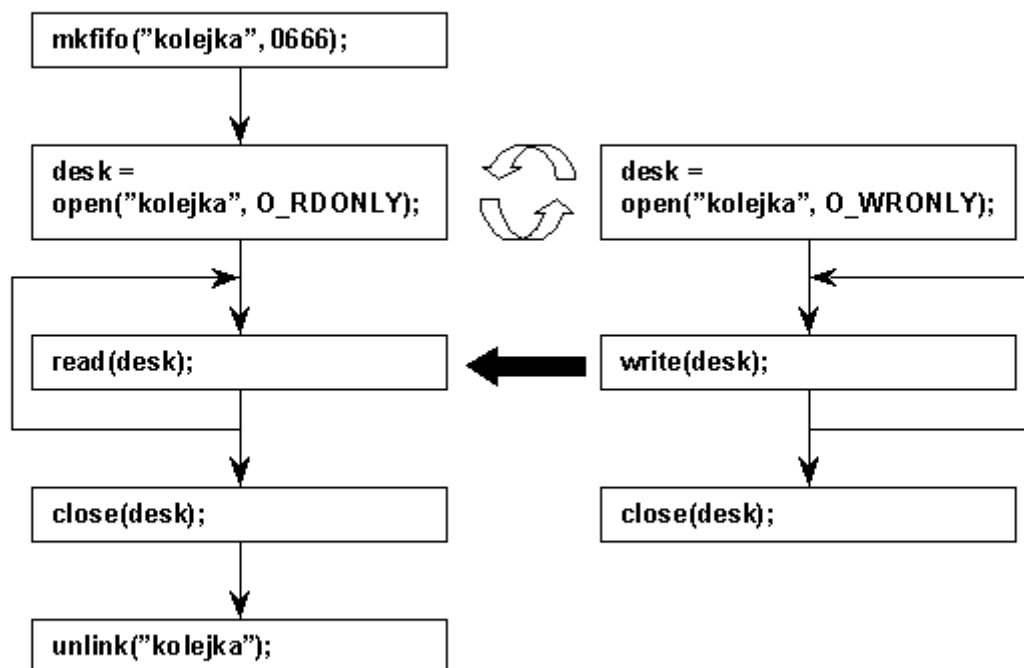 mkfifo(”kolejka”, 0666);
desk =
open(”kolejka”, O_RDONLY);
desk =
open(”kolejka”, O_WRONLY);
read(desk);
write(desk);
close(desk);
close(desk);
unlink(”kolejka”);